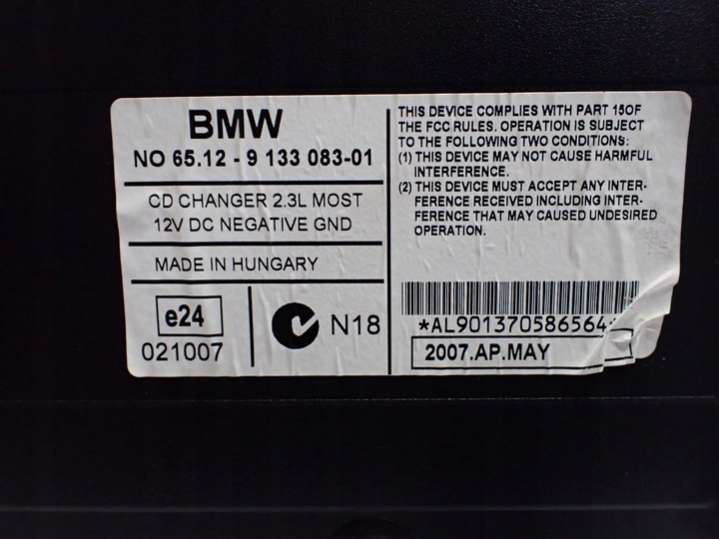 BMW
NO 65.12 - 9 133 083-01
CD CHANGER 2.3L MOST
12V DC NEGATIVE GND
MADE IN HUNGARY
e24
021007
N18
THIS DEVICE COMPLIES WITH PART 15OF
THE FCC RULES. OPERATION IS SUBJECT
TO THE FOLLOWING TWO CONDITIONS:
(1) THIS DEVICE MAY NOT CAUSE HARMFUL
INTERFERENCE.
(2) THIS DEVICE MUST ACCEPT ANY INTER-
FERENCE RECEIVED INCLUDING INTER-
FERENCE THAT MAY CAUSED UNDESIRED
OPERATION.
*AL901370586564*
2007.AP.MAY